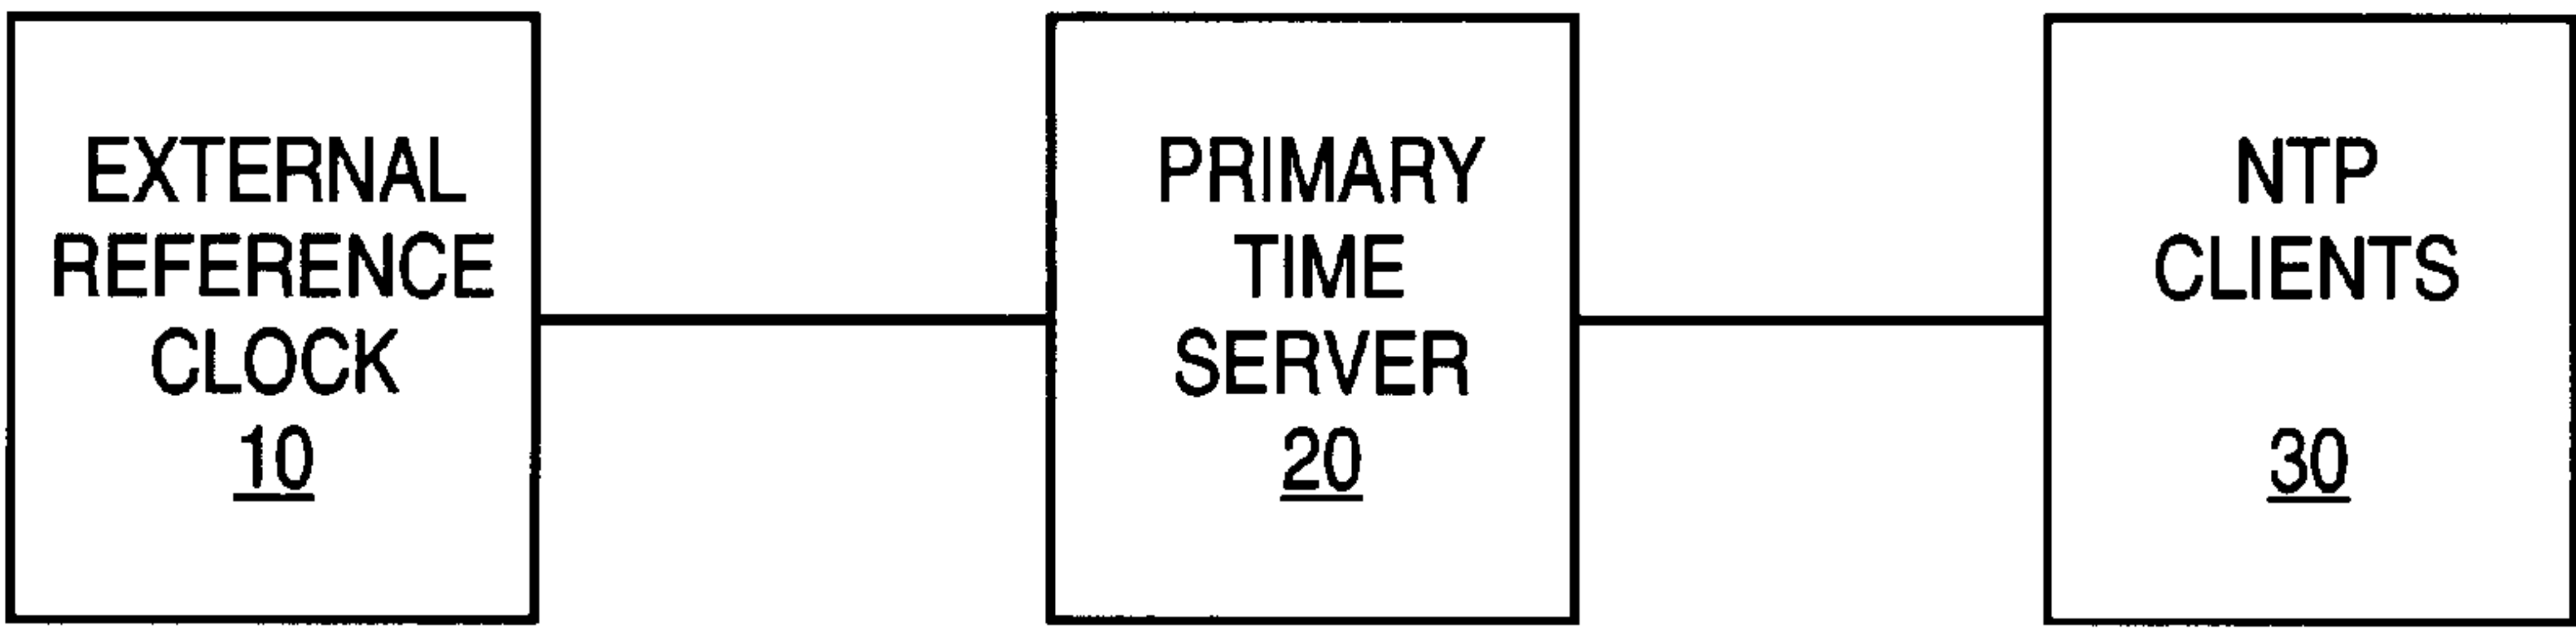 EXTERNAL
REFERENCE
CLOCK
10
PRIMARY
TIME
SERVER
20
NTP
CLIENTS
30